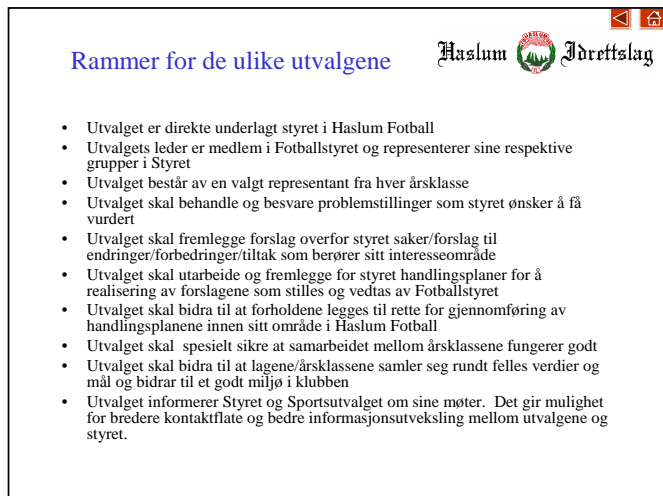 Rammer for de ulike utvalgene
Haslum Idrettslag
• Utvalget er direkte underlagt styret i Haslum Fotball
• Utvalgets leder er medlem i Fotballstyret og representerer sine respektive
grupper i Styret
• Utvalget består av en valgt representant fra hver årsklasse
• Utvalget skal behandle og besvare problemstillinger som styret ønsker å få
vurdert
• Utvalget skal fremlegge forslag overfor styret saker/forslag til
endringer/forbedringer/tiltak som berører sitt interesseområde
• Utvalget skal utarbeide og fremlegge for styret handlingsplaner for å
realisering av forslagene som stilles og vedtas av Fotballstyret
• Utvalget skal bidra til at forholdene legges til rette for gjennomføring av
handlingsplanene innen sitt område i Haslum Fotball
• Utvalget skal  spesielt sikre at samarbeidet mellom årsklassene fungerer godt
• Utvalget skal bidra til at lagene/årsklassene samler seg rundt felles verdier og
mål og bidrar til et godt miljø i klubben
• Utvalget informerer Styret og Sportsutvalget om sine møter.  Det gir mulighet
for bredere kontaktflate og bedre informasjonsutveksling mellom utvalgene og
styret.